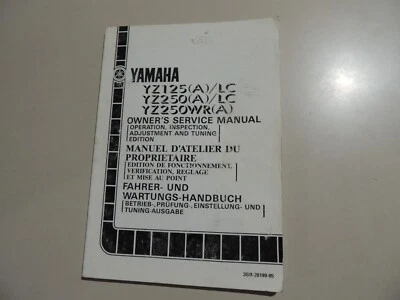 YAMAHA
YZ125(A)/LC
YZ250(A)/LC
YZ250WR(A)
OWNER'S SERVICE MANUAL
OPERATION, INSPECTION,
ADJUSTMENT AND TUNING
EDITION
MANUEL D'ATELIER DU
PROPRIETAIRE
EDITION DE FONCTIONNEMENT,
VERIFICATION, REGLAGE
ET MISE AU POINT
FAHRER- UND
WARTUNGS-HANDBUCH
BETRIEB-, PRÜFUNG-, EINSTELLUNG- UND
TUNING-AUSGABE